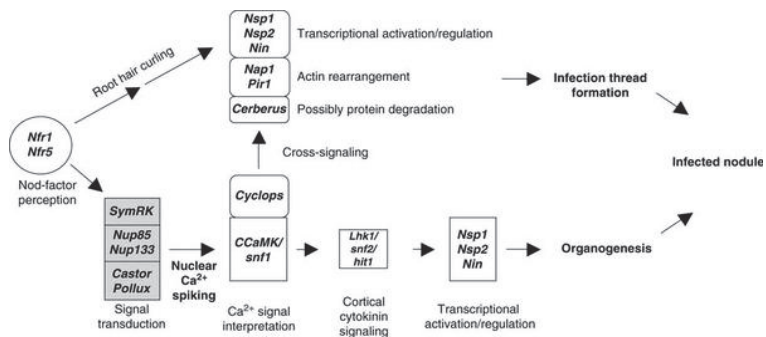 Nsp1
Nsp2
Nin
Transcriptional activation/regulation
Root hair curling
Nap1
Pir1
Actin rearrangement
Infection thread
formation
Cerberus
Possibly protein degradation
Nfr1
Nfr5
Nod-factor
perception
Cross-signaling
Infected nodule
SymRK
Nup85
Nup133
Castor
Pollux
Signal
transduction
Nuclear
Ca²⁺
spiking
Cyclops
CCaMK/
snf1
Ca²⁺ signal
interpretation
Lhk1/
snf2/
hit1
Cortical
cytokinin
signaling
Nsp1
Nsp2
Nin
Transcriptional
activation/regulation
Organogenesis